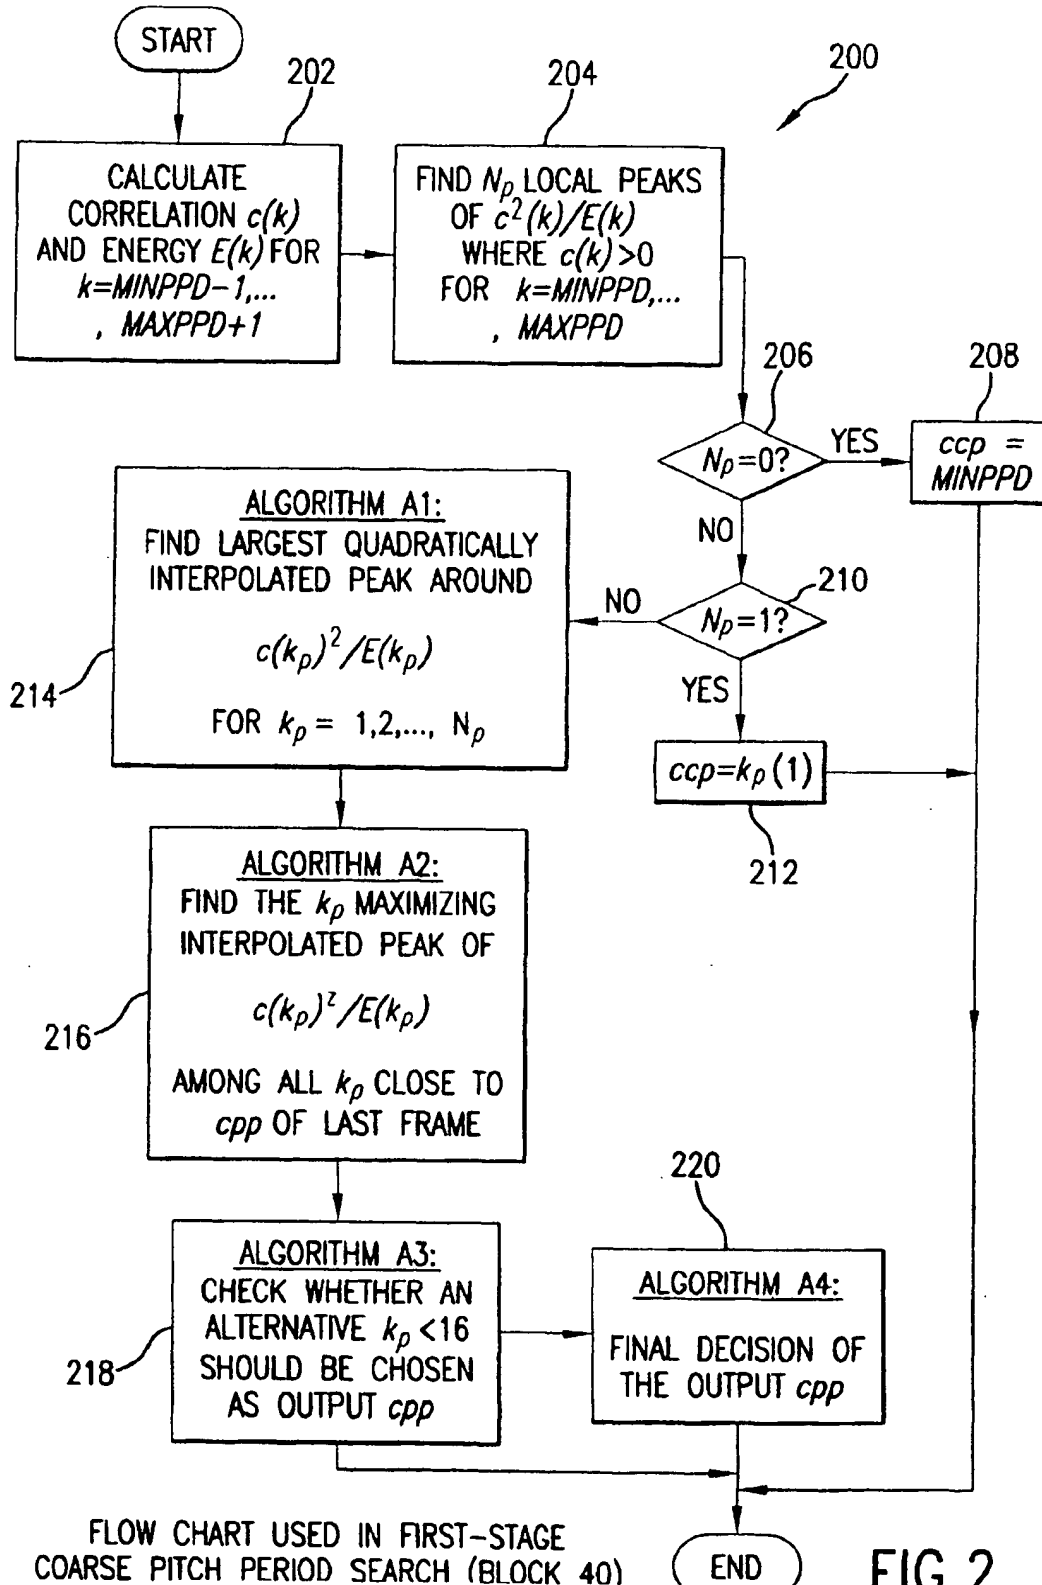 START
202
204
200
CALCULATE
CORRELATION c(k)
AND ENERGY E(k) FOR
k=MINPPD-1,...
, MAXPPD+1
FIND Nₚ LOCAL PEAKS
OF c²(k)/E(k)
WHERE c(k)>0
FOR k=MINPPD,...
, MAXPPD
206
208
Nₚ=0?
YES
ccp =
MINPPD
NO
210
Nₚ=1?
NO
YES
ccp=kₚ(1)
212
ALGORITHM A1:
FIND LARGEST QUADRATICALLY
INTERPOLATED PEAK AROUND
c(kₚ)²/E(kₚ)
FOR kₚ = 1,2,..., Nₚ
214
ALGORITHM A2:
FIND THE kₚ MAXIMIZING
INTERPOLATED PEAK OF
c(kₚ)²/E(kₚ)
AMONG ALL kₚ CLOSE TO
cpp OF LAST FRAME
216
220
ALGORITHM A3:
CHECK WHETHER AN
ALTERNATIVE kₚ<16
SHOULD BE CHOSEN
AS OUTPUT cpp
218
ALGORITHM A4:
FINAL DECISION OF
THE OUTPUT cpp
FLOW CHART USED IN FIRST-STAGE
COARSE PITCH PERIOD SEARCH (BLOCK 40)
END
FIG.2